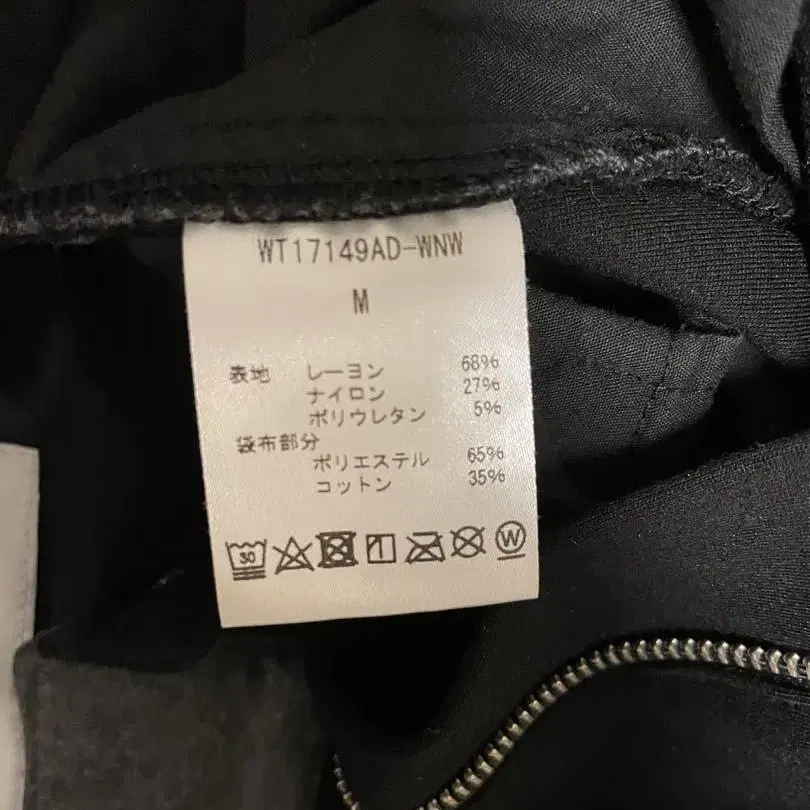 WT17149AD-WNW
M
表地 レーヨン 68%
ナイロン 27%
ポリウレタン 5%
袋布部分
ポリエステル 65%
コットン 35%
30
W